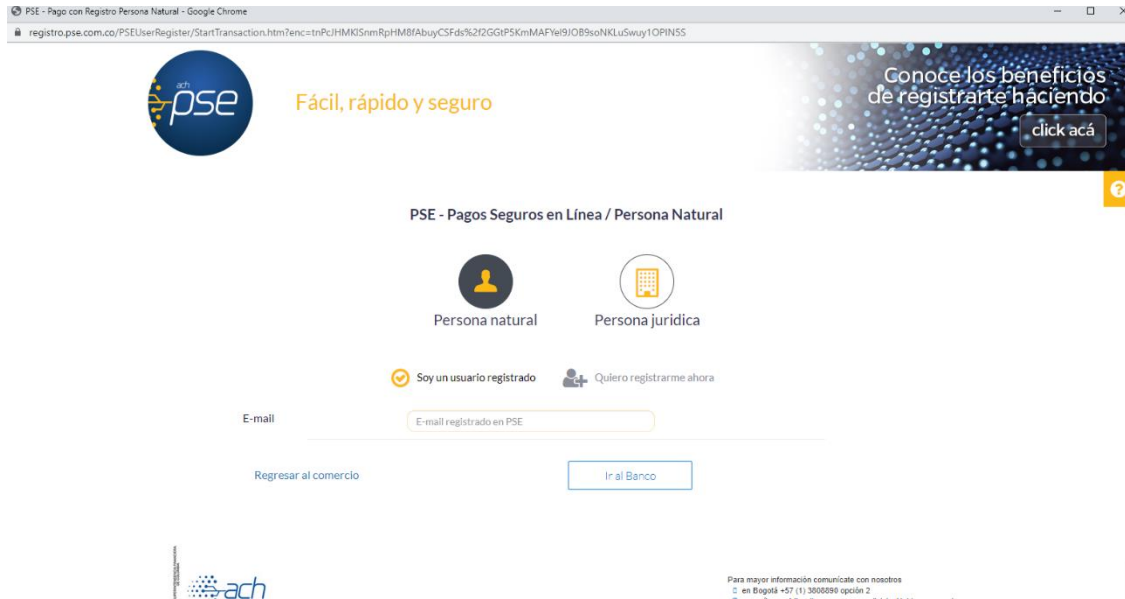 PSE - Pago con Registro Persona Natural - Google Chrome
registro.pse.com.co/PSEUserRegister/StartTransaction.htm?enc=tnPcJHMKlSnmRpHM8fAbuyCSFds%2f2GGtP5KmMAFYel9JOB9soNKLuSwuy1OPIN5S
ach
pse
Fácil, rápido y seguro
Conoce los beneficios
de registrarte haciendo
click acá
?
PSE - Pagos Seguros en Línea / Persona Natural
Persona natural
Persona juridica
Soy un usuario registrado
Quiero registrarme ahora
E-mail
E-mail registrado en PSE
Regresar al comercio
Ir al Banco
ach
Para mayor información comunícate con nosotros
en Bogotá +57 (1) 3808890 opción 2